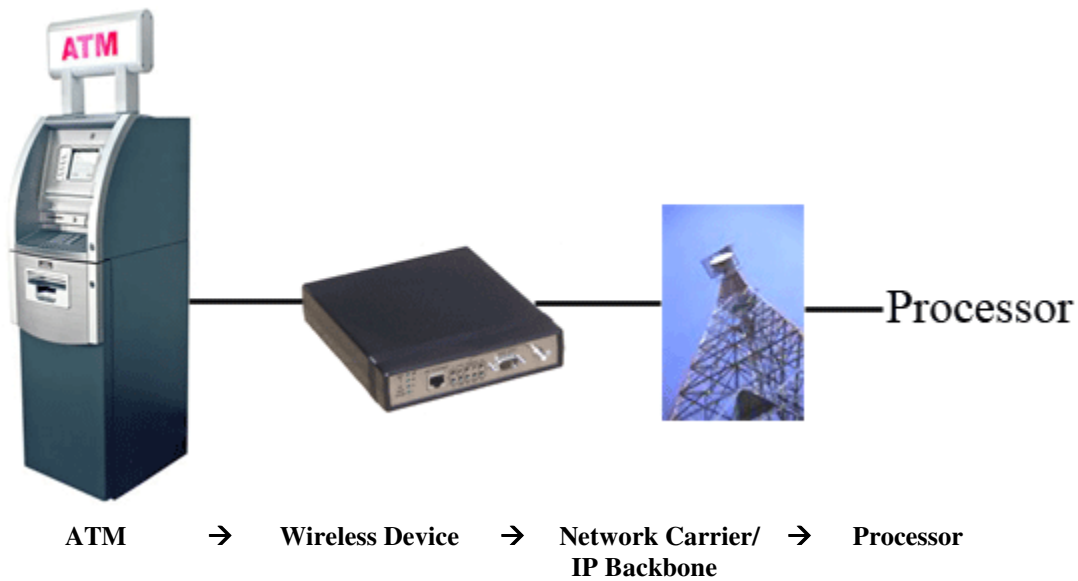 ATM
Processor
ATM → Wireless Device → Network Carrier/ → Processor
IP Backbone